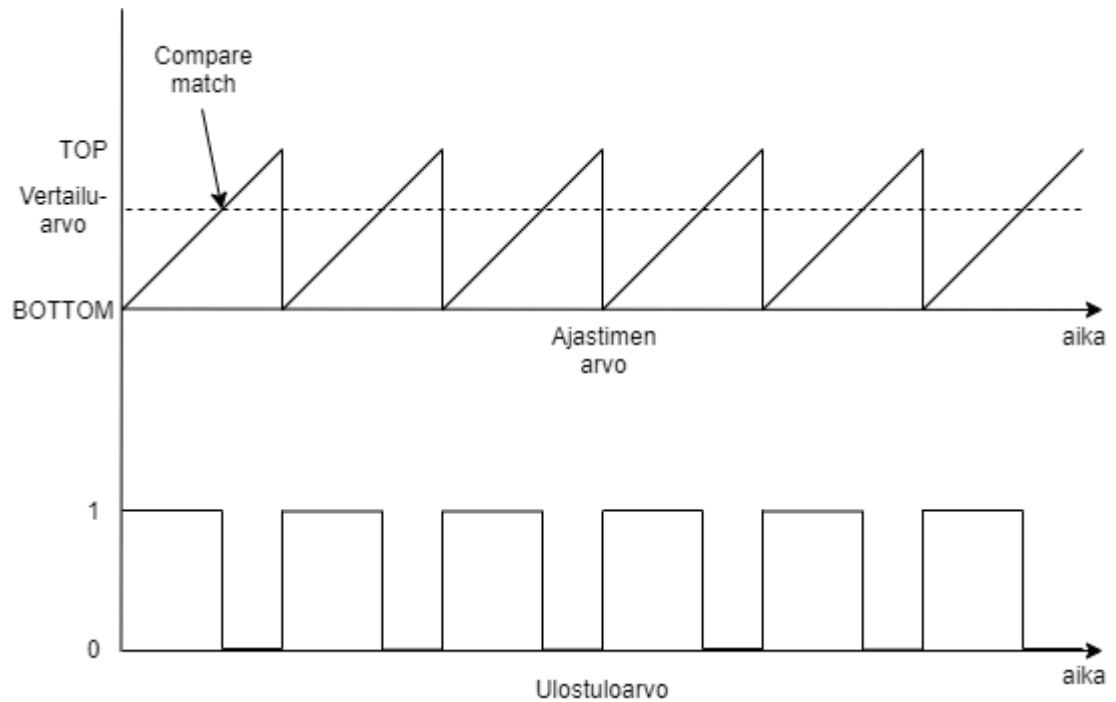 Compare
match
TOP
Vertailu-
arvo
BOTTOM
Ajastimen
arvo
aika
1
0
aika
Ulostuloarvo